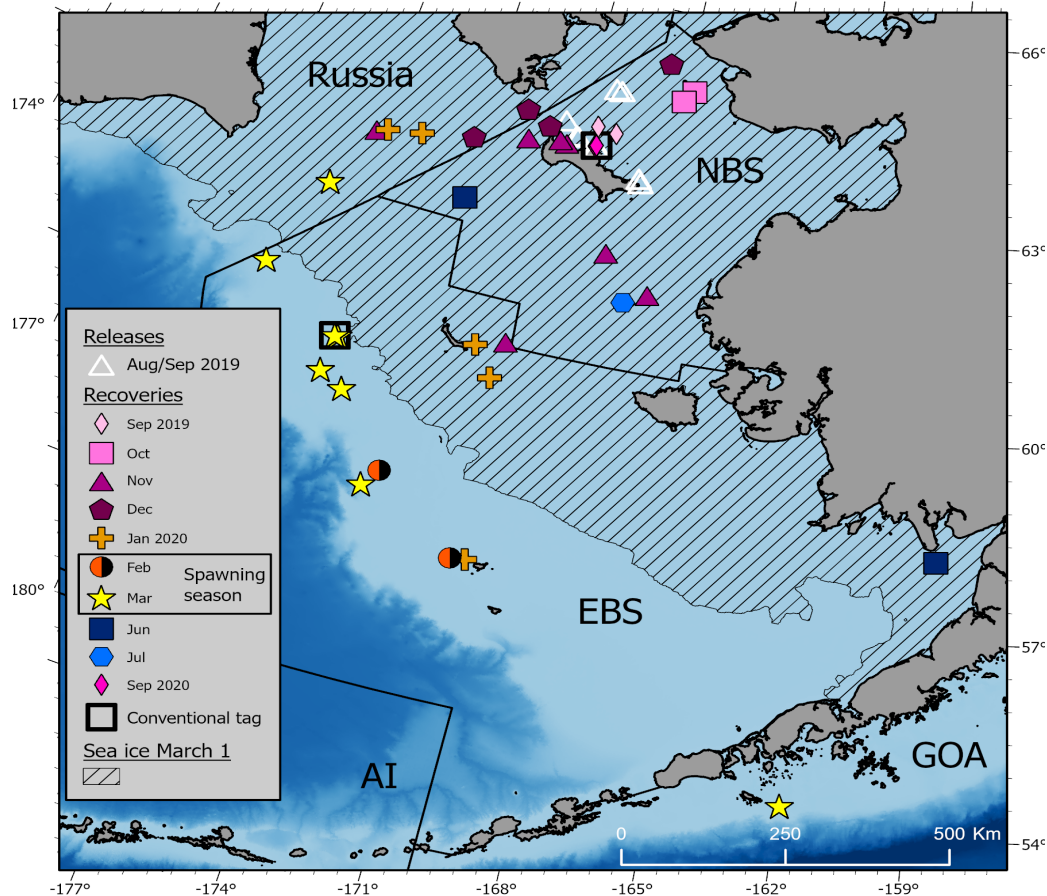 Russia
NBS
EBS
AI
GOA
Releases
Aug/Sep 2019
Recoveries
Sep 2019
Oct
Nov
Dec
Jan 2020
Feb
Mar
Spawning
season
Jun
Jul
Sep 2020
Conventional tag
Sea ice March 1
174°
177°
180°
66°
63°
60°
57°
54°
0
250
500 Km
-177°
-174°
-171°
-168°
-165°
-162°
-159°